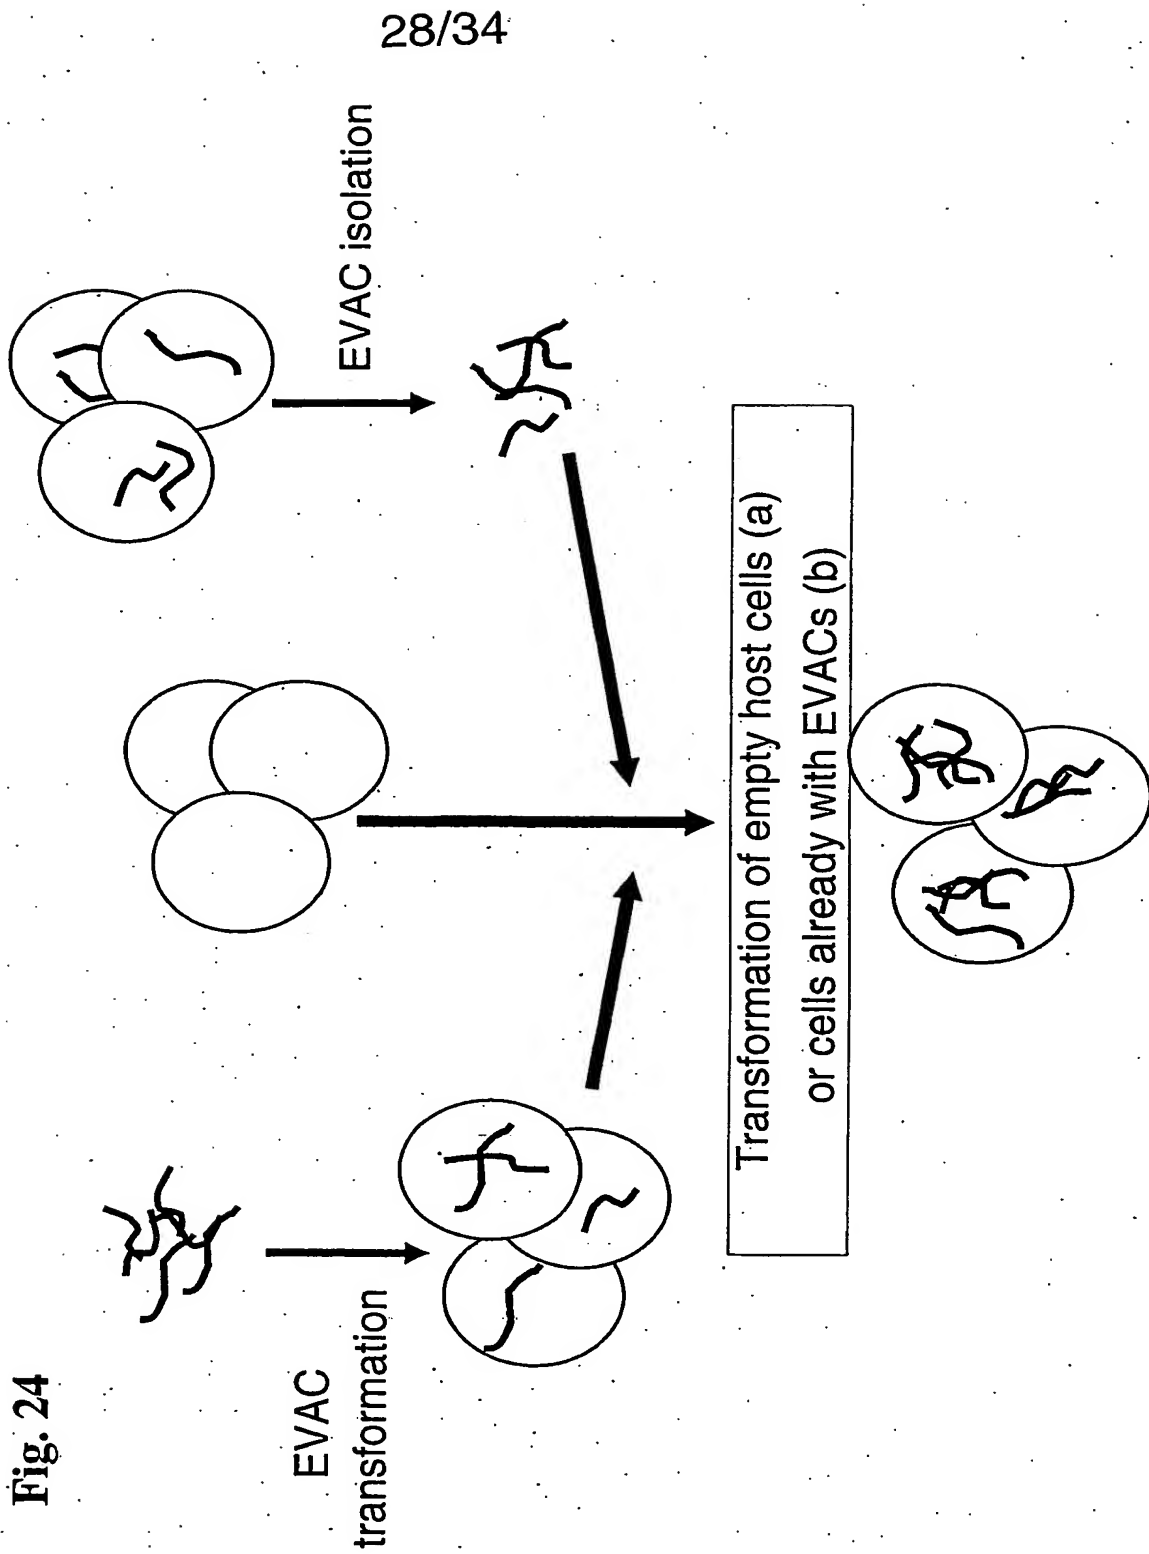 28/34
Fig. 24
EVAC
transformation
EVAC isolation
Transformation of empty host cells (a)
or cells already with EVACs (b)